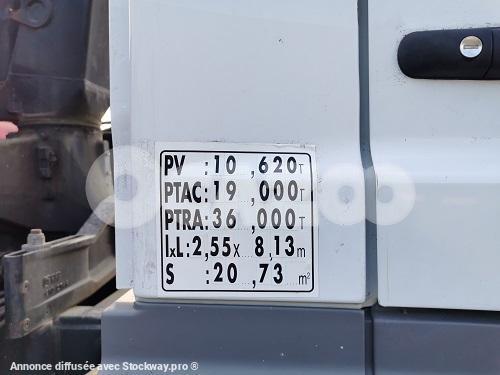 PV : 10 ,620 T
PTAC: 19 ,000 T
PTRA: 36 ,000 T
lxL: 2,55 x 8,13 m
S : 20 ,73 m²
Annonce diffusée avec Stockway.pro ®